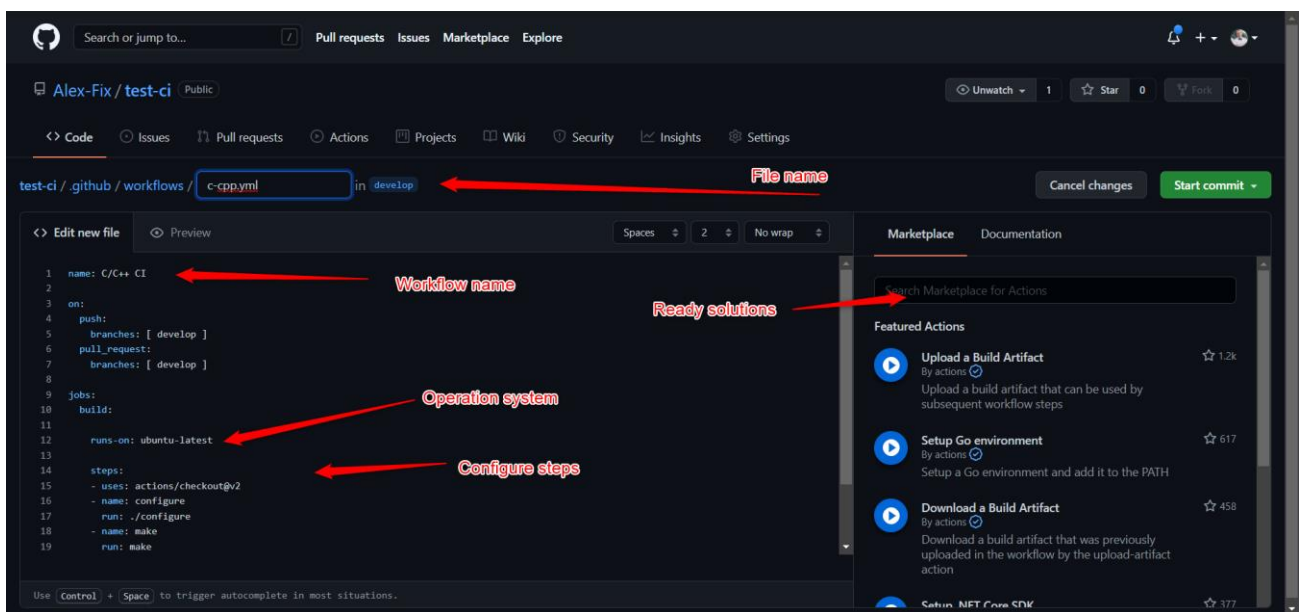 Search or jump to... / Pull requests Issues Marketplace Explore
Alex-Fix / test-ci Public Unwatch 1 Star 0 Fork 0
Code Issues Pull requests Actions Projects Wiki Security Insights Settings
test-ci / .github / workflows / c-cpp.yml in develop File name Cancel changes Start commit
<> Edit new file Preview Spaces 2 No wrap Marketplace Documentation
1 name: C/C++ CI
Workflow name
2
3 on:
4 push:
5 branches: [ develop ]
6 pull_request:
7 branches: [ develop ]
8
9 jobs:
10 build:
Operation system
11
12 runs-on: ubuntu-latest
13
14 steps:
Configure steps
15 - uses: actions/checkout@v2
16 - name: configure
17 run: ./configure
18 - name: make
19 run: make
Use Control + Space to trigger autocomplete in most situations.
Search Marketplace for Actions
Ready solutions
Featured Actions
Upload a Build Artifact 1.2k
By actions
Upload a build artifact that can be used by
subsequent workflow steps
Setup Go environment 617
By actions
Setup a Go environment and add it to the PATH
Download a Build Artifact 458
By actions
Download a build artifact that was previously
uploaded in the workflow by the upload-artifact
action
Setup .NET Core SDK 377